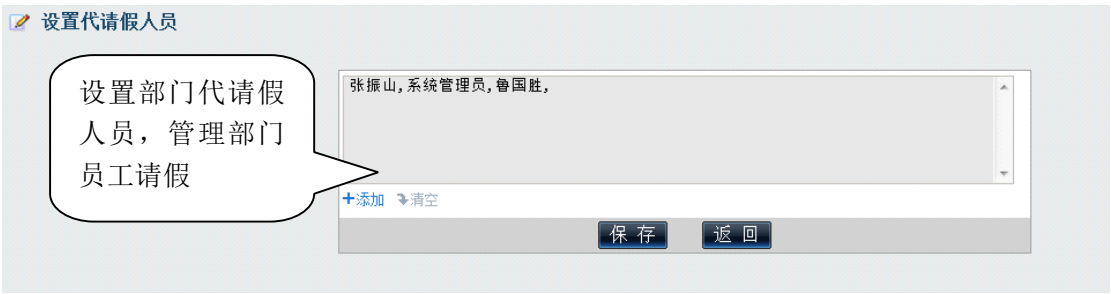 设置代请假人员
设置部门代请假
人员，管理部门
员工请假
张振山,系统管理员,鲁国胜,
添加 清空
保存 返回